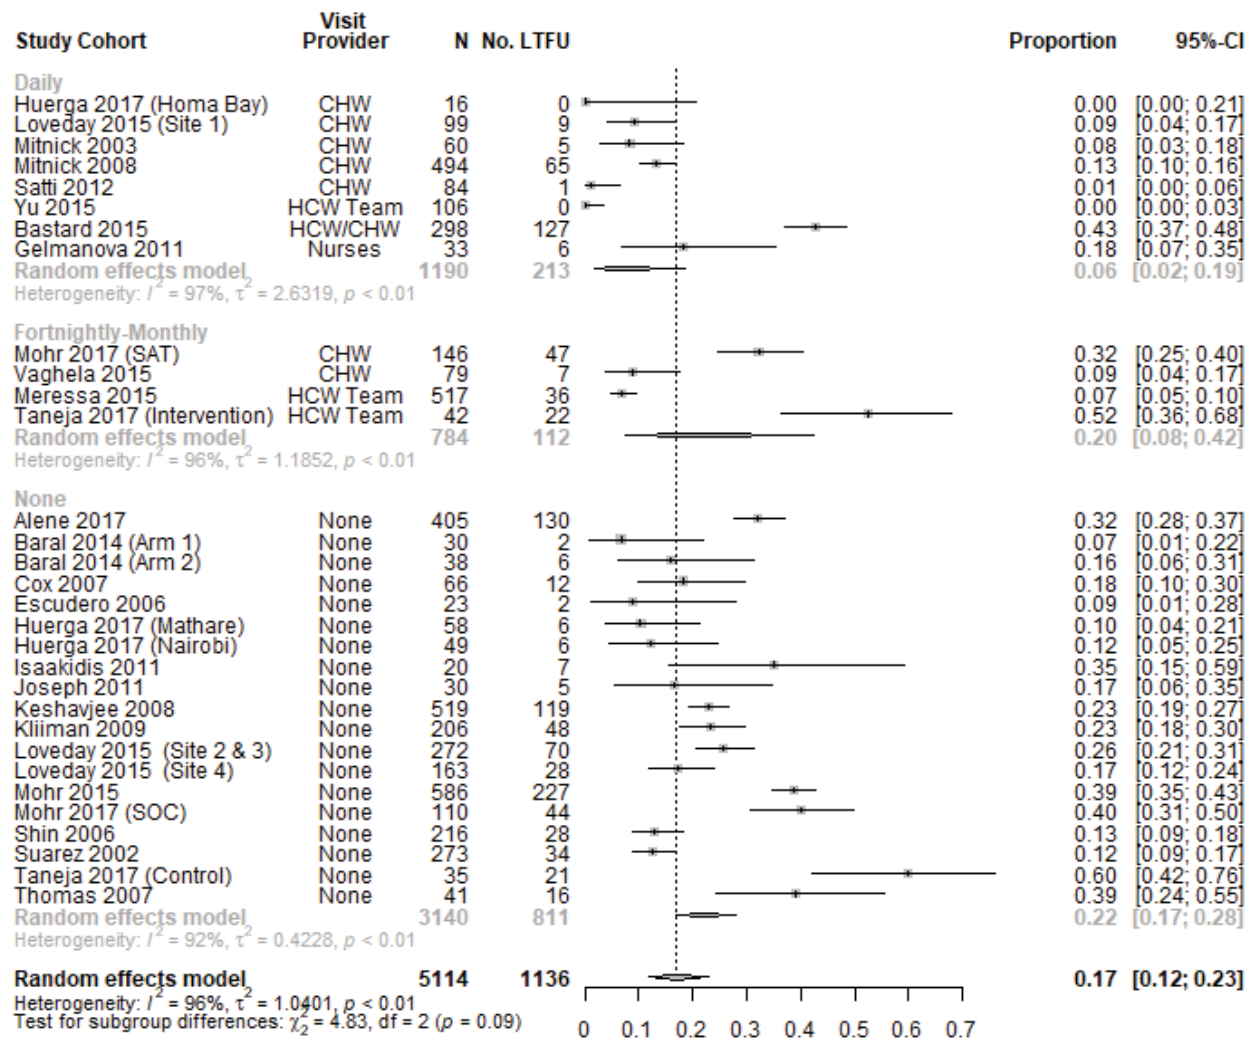 Study Cohort Visit Provider N No. LTFU Proportion 95%-CI
Daily
Huerga 2017 (Homa Bay) CHW 16 0 0.00 [0.00; 0.21]
Loveday 2015 (Site 1) CHW 99 9 0.09 [0.04; 0.17]
Mitnick 2003 CHW 60 5 0.08 [0.03; 0.18]
Mitnick 2008 CHW 494 65 0.13 [0.10; 0.16]
Satti 2012 CHW 84 1 0.01 [0.00; 0.06]
Yu 2015 HCW Team 106 0 0.00 [0.00; 0.03]
Bastard 2015 HCW/CHW 298 127 0.43 [0.37; 0.48]
Gelmanova 2011 Nurses 33 6 0.18 [0.07; 0.35]
Random effects model 1190 213 0.06 [0.02; 0.19]
Heterogeneity: I² = 97%, τ² = 2.6319, p < 0.01
Fortnightly-Monthly
Mohr 2017 (SAT) CHW 146 47 0.32 [0.25; 0.40]
Vaghela 2015 CHW 79 7 0.09 [0.04; 0.17]
Meressa 2015 HCW Team 517 36 0.07 [0.05; 0.10]
Taneja 2017 (Intervention) HCW Team 42 22 0.52 [0.36; 0.68]
Random effects model 784 112 0.20 [0.08; 0.42]
Heterogeneity: I² = 96%, τ² = 1.1852, p < 0.01
None
Alene 2017 None 405 130 0.32 [0.28; 0.37]
Baral 2014 (Arm 1) None 30 2 0.07 [0.01; 0.22]
Baral 2014 (Arm 2) None 38 6 0.16 [0.06; 0.31]
Cox 2007 None 66 12 0.18 [0.10; 0.30]
Escudero 2006 None 23 2 0.09 [0.01; 0.28]
Huerga 2017 (Mathare) None 58 6 0.10 [0.04; 0.21]
Huerga 2017 (Nairobi) None 49 6 0.12 [0.05; 0.25]
Isaakidis 2011 None 20 7 0.35 [0.15; 0.59]
Joseph 2011 None 30 5 0.17 [0.06; 0.35]
Keshavjee 2008 None 519 119 0.23 [0.19; 0.27]
Kliiman 2009 None 206 48 0.23 [0.18; 0.30]
Loveday 2015 (Site 2 & 3) None 272 70 0.26 [0.21; 0.31]
Loveday 2015 (Site 4) None 163 28 0.17 [0.12; 0.24]
Mohr 2015 None 586 227 0.39 [0.35; 0.43]
Mohr 2017 (SOC) None 110 44 0.40 [0.31; 0.50]
Shin 2006 None 216 28 0.13 [0.09; 0.18]
Suarez 2002 None 273 34 0.12 [0.09; 0.17]
Taneja 2017 (Control) None 35 21 0.60 [0.42; 0.76]
Thomas 2007 None 41 16 0.39 [0.24; 0.55]
Random effects model 3140 811 0.22 [0.17; 0.28]
Heterogeneity: I² = 92%, τ² = 0.4228, p < 0.01
Random effects model 5114 1136 0.17 [0.12; 0.23]
Heterogeneity: I² = 96%, τ² = 1.0401, p < 0.01
Test for subgroup differences: χ²₂ = 4.83, df = 2 (p = 0.09)
0 0.1 0.2 0.3 0.4 0.5 0.6 0.7